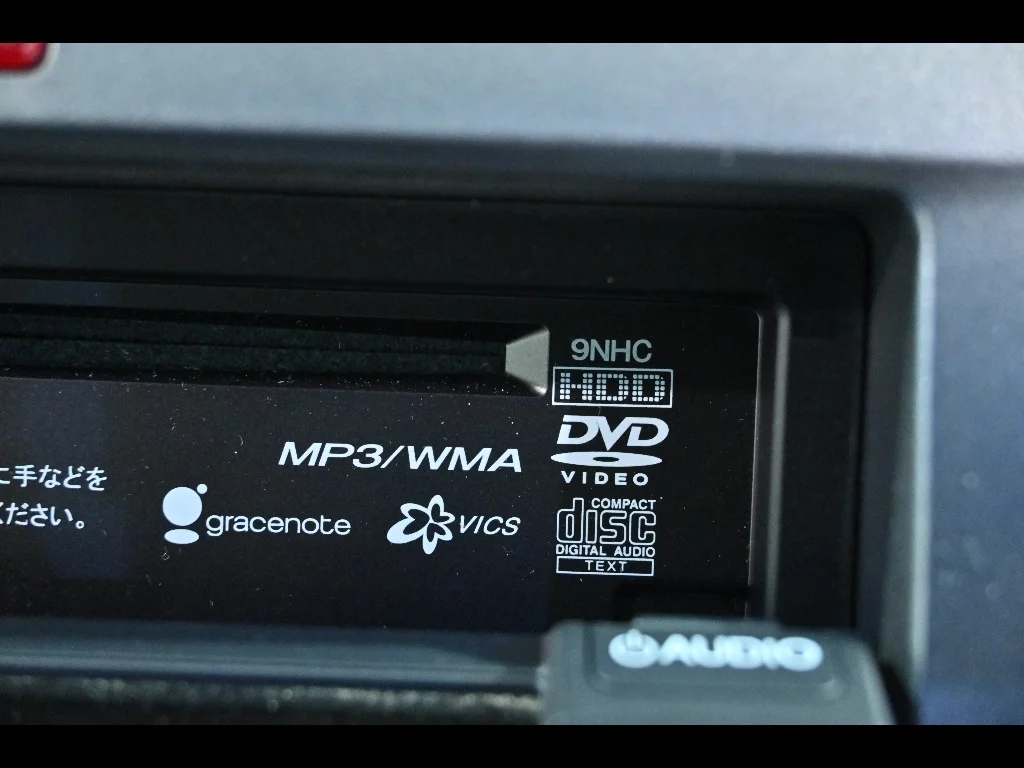 9NHC
HDD
DVD
VIDEO
MP3/WMA
に手などを
ください。
gracenote
VICS
COMPACT
disc
DIGITAL AUDIO
TEXT
AUDIO